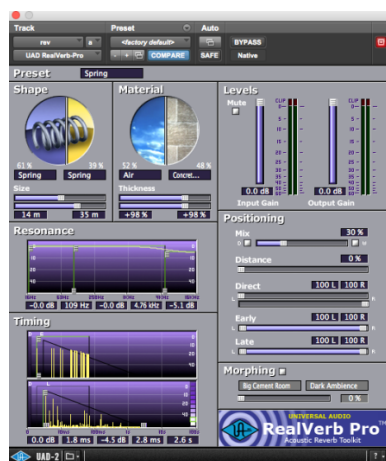 Track Preset Auto
rev a <factory default>
UAD RealVerb-Pro - + COMPARE SAFE
BYPASS
Native
Preset Spring
Shape
61 % 39 %
Spring Spring
Size
14 m 35 m
Material
52 % 48 %
Air Concret...
Thickness
+98 % +98 %
Levels
Mute
CLIP CLIP
0.0 dB 0.0 dB
Input Gain Output Gain
Resonance
-0.0 dB 109 Hz -0.0 dB 4.76 kHz -5.1 dB
Positioning
Mix 30 %
D W
Distance 0 %
Direct 100 L 100 R
L R
Early 100 L 100 R
L R
Late 100 L 100 R
L R
Timing
0.0 dB 1.8 ms -4.5 dB 2.8 ms 2.6 s
Morphing
Big Cement Room Dark Ambience
0 %
UNIVERSAL AUDIO
RealVerb Pro™
Acoustic Reverb Toolkit
UAD-2
?